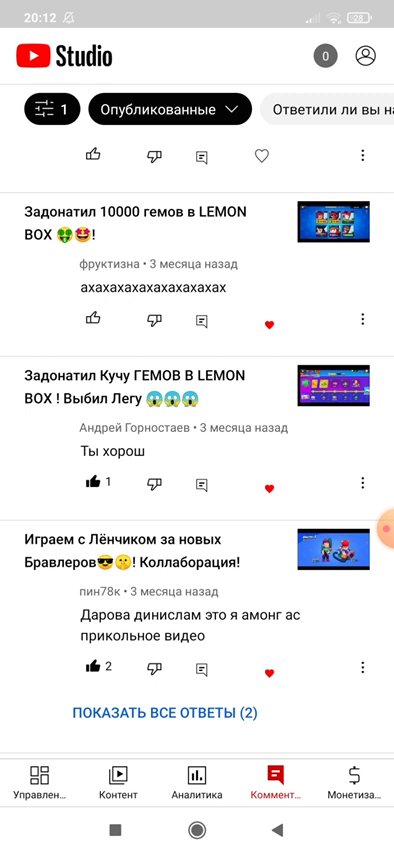 20:12
28
Studio
0
1
Опубликованные
Ответили ли вы на
Задонатил 10000 гемов в LEMON
BOX 🤑🤩!
фруктизна • 3 месяца назад
ахахахахахахахахахах
Задонатил Кучу ГЕМОВ В LEMON
BOX ! Выбил Легу 😱😱😱
Андрей Горностаев • 3 месяца назад
Ты хорош
1
Играем с Лёнчиком за новых
Бравлеров😎🤫! Коллаборация!
пин78к • 3 месяца назад
Дарова динислам это я амонг ас
прикольное видео
2
ПОКАЗАТЬ ВСЕ ОТВЕТЫ (2)
Управлен... Контент Аналитика Коммент... Монетиза...